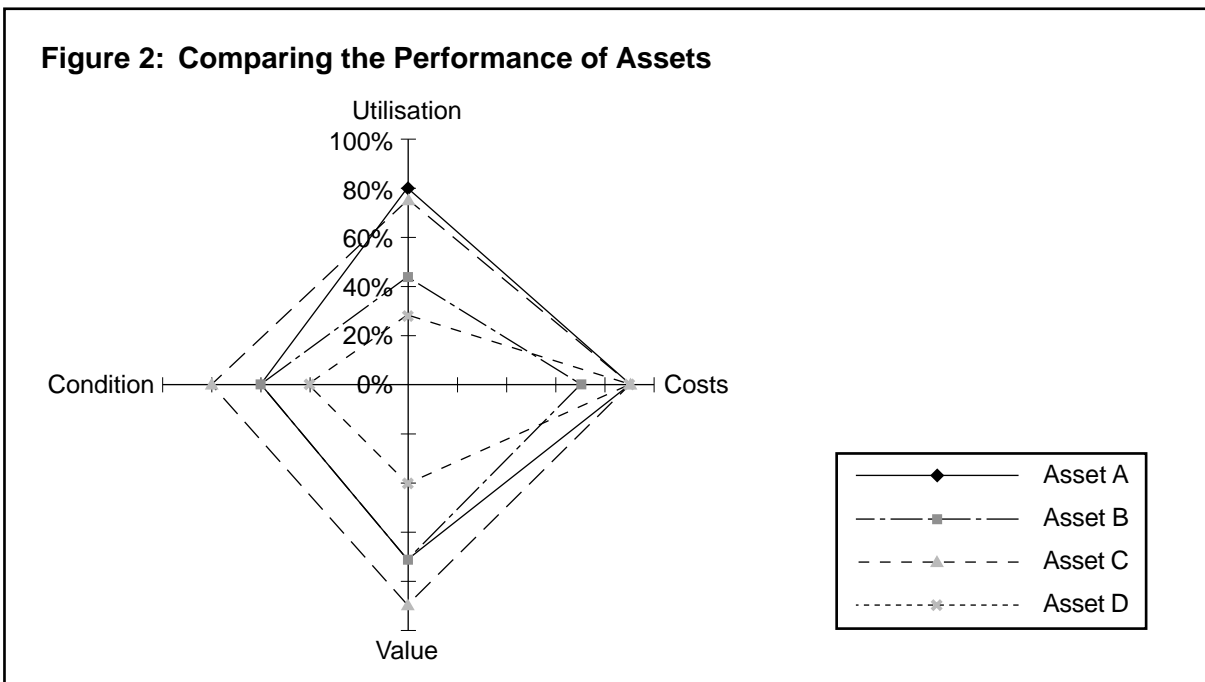 Figure 2: Comparing the Performance of Assets
Utilisation
100%
80%
60%
40%
20%
Condition
0%
Costs
Value
Asset A
Asset B
Asset C
Asset D